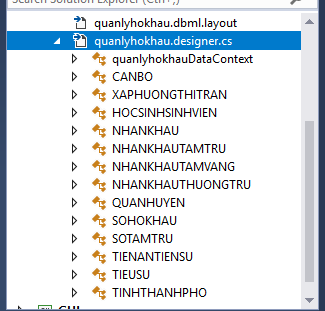 Search Solution Explorer (Ctrl+;)
quanlyhokhau.dbml.layout
quanlyhokhau.designer.cs
quanlyhokhauDataContext
CANBO
XAPHUONGTHITRAN
HOCSINHSINHVIEN
NHANKHAU
NHANKHAUTAMTRU
NHANKHAUTAMVANG
NHANKHAUTHUONGTRU
QUANHUYEN
SOHOKHAU
SOTAMTRU
TIENANTIENSU
TIEUSU
TINHTHANHPHO